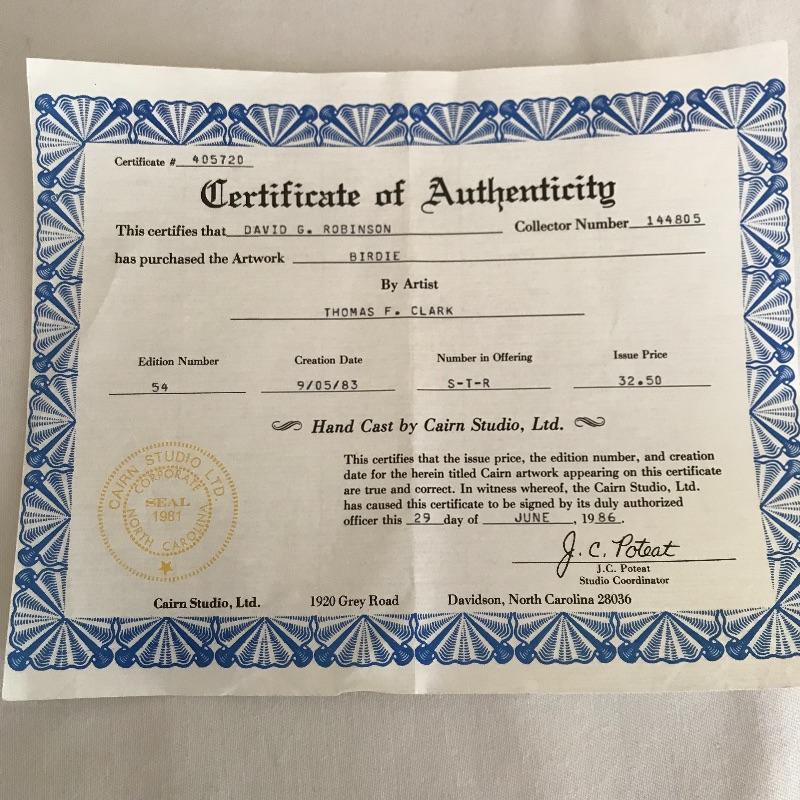 Certificate # 405720
Certificate of Authenticity
This certifies that DAVID G. ROBINSON Collector Number 144805
has purchased the Artwork BIRDIE
By Artist
THOMAS F. CLARK
Edition Number Creation Date Number in Offering Issue Price
54 9/05/83 S-T-R 32.50
Hand Cast by Cairn Studio, Ltd.
This certifies that the issue price, the edition number, and creation
date for the herein titled Cairn artwork appearing on this certificate
are true and correct. In witness whereof, the Cairn Studio, Ltd.
has caused this certificate to be signed by its duly authorized
officer this 29 day of JUNE, 1986.
CAIRN STUDIO LTD.
CORPORATE
SEAL
1981
NORTH CAROLINA
J. C. Poteat
J.C. Poteat
Studio Coordinator
Cairn Studio, Ltd. 1920 Grey Road Davidson, North Carolina 28036